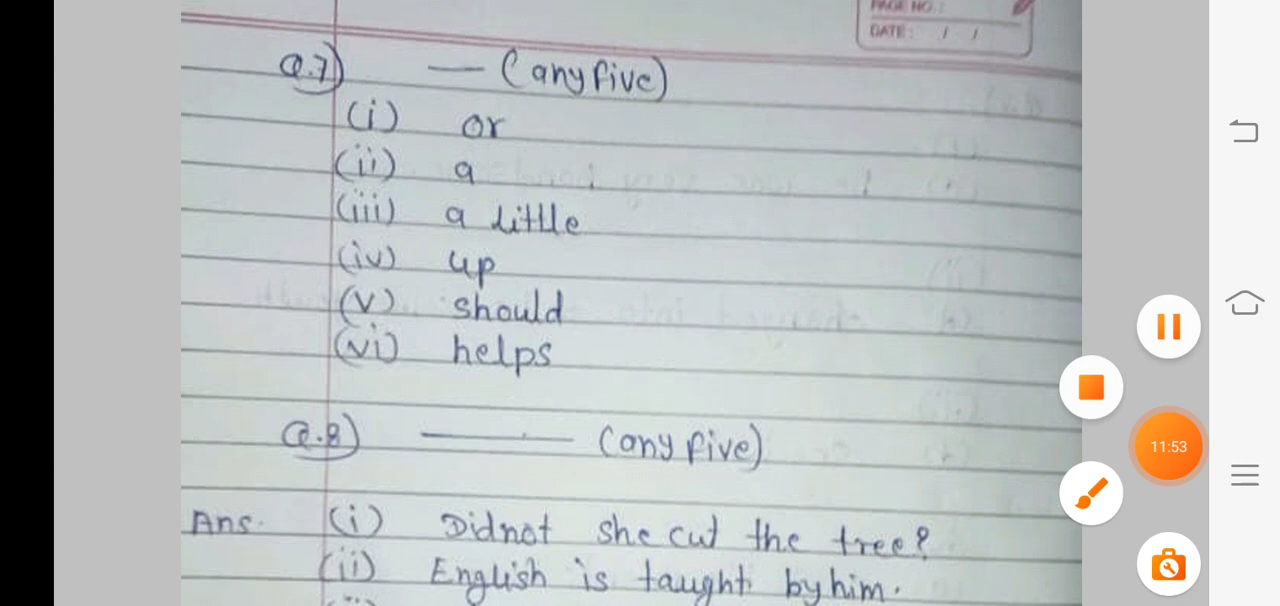 PAGE NO.:
DATE: / /
Q.7) — (any five)
(i) or
(ii) a
(iii) a little
(iv) up
(v) should
(vi) helps
Q.8) — (any five)
Ans. (i) Didnot she cut the tree?
(ii) English is taught by him.
11:53